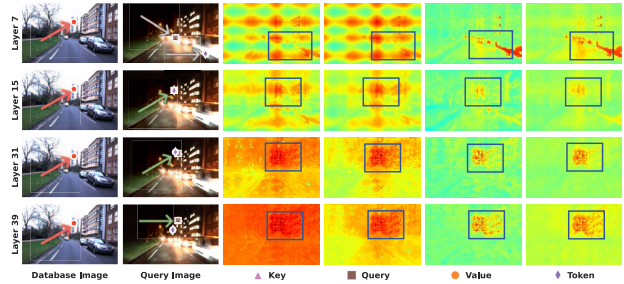 Layer 7
Layer 15
Layer 31
Layer 39
Database Image
Query Image
Key
Query
Value
Token